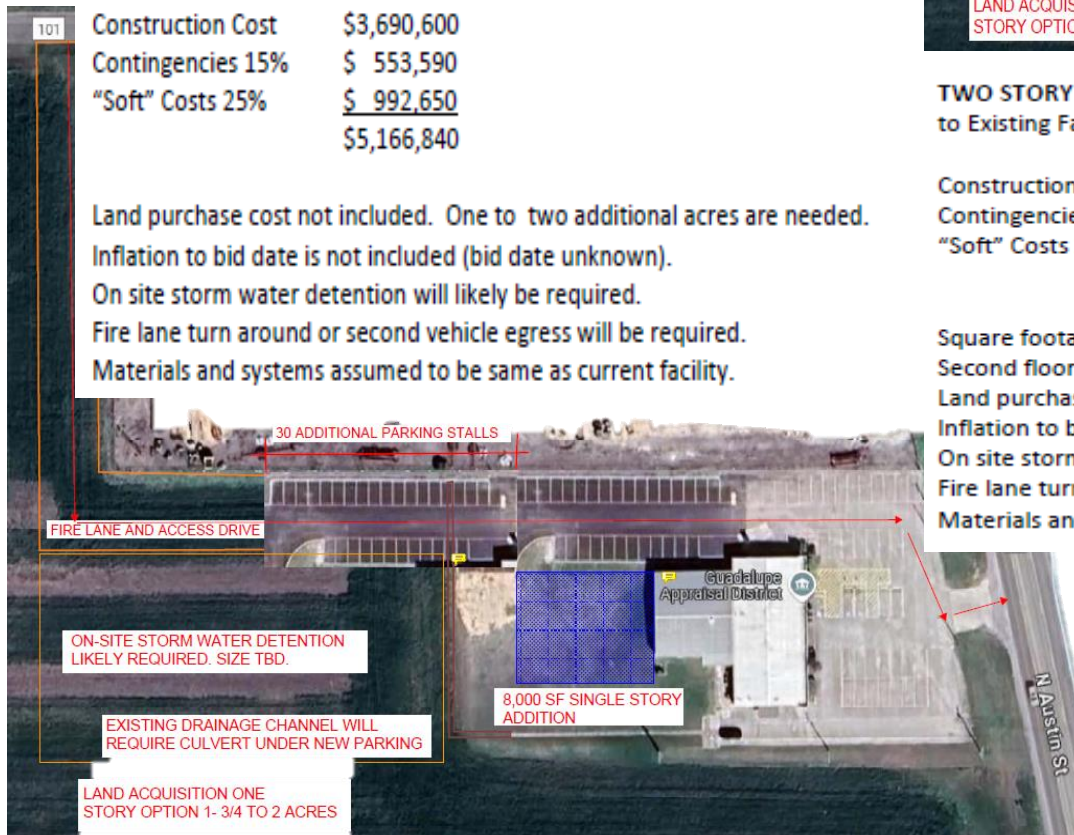 101
Construction Cost $3,690,600
Contingencies 15% $ 553,590
“Soft” Costs 25% $ 992,650
$5,166,840
Land purchase cost not included. One to two additional acres are needed.
Inflation to bid date is not included (bid date unknown).
On site storm water detention will likely be required.
Fire lane turn around or second vehicle egress will be required.
Materials and systems assumed to be same as current facility.
LAND ACQUIS
STORY OPTIO
TWO STORY
to Existing Fa
Construction
Contingencie
“Soft” Costs
Square foota
Second floor
Land purchas
Inflation to b
On site storm
Fire lane turn
Materials an
30 ADDITIONAL PARKING STALLS
FIRE LANE AND ACCESS DRIVE
Guadalupe
Appraisal District
ON-SITE STORM WATER DETENTION
LIKELY REQUIRED. SIZE TBD.
8,000 SF SINGLE STORY
ADDITION
EXISTING DRAINAGE CHANNEL WILL
REQUIRE CULVERT UNDER NEW PARKING
LAND ACQUISITION ONE
STORY OPTION 1- 3/4 TO 2 ACRES
N Austin St